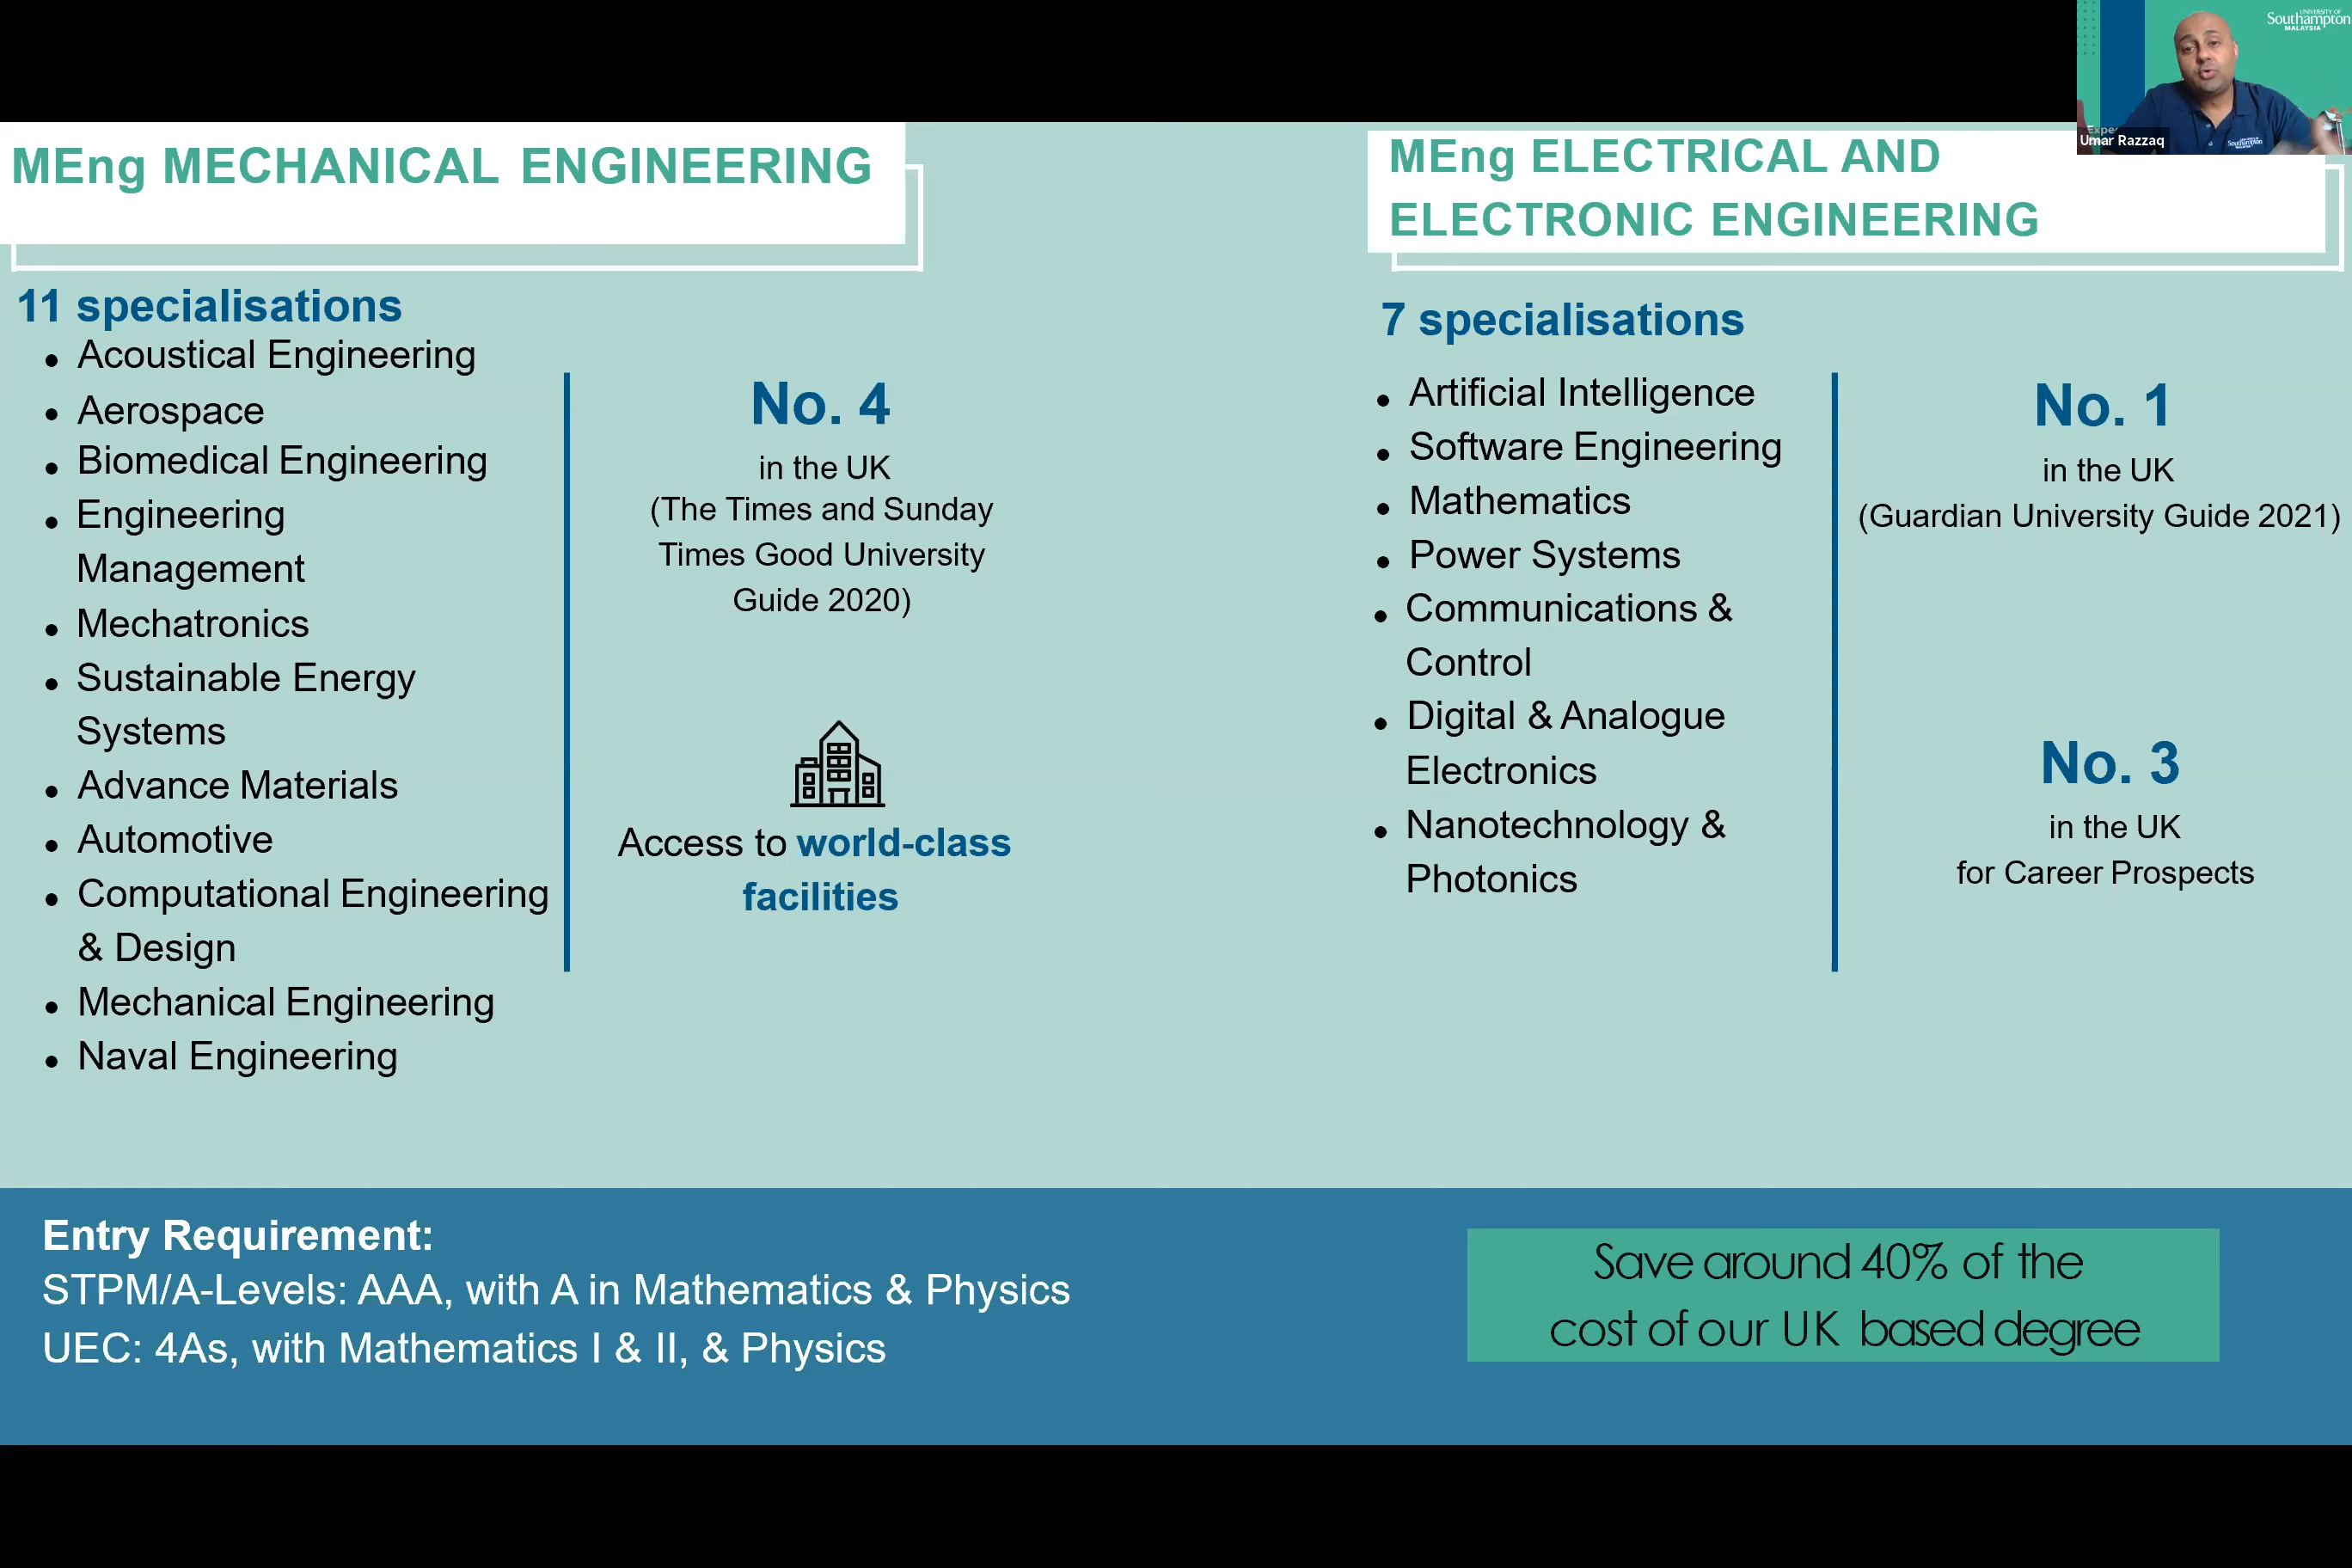 UNIVERSITY OF
Southampton
MALAYSIA
Umar Razzaq
MEng MECHANICAL ENGINEERING
11 specialisations
Acoustical Engineering
Aerospace
Biomedical Engineering
Engineering
Management
Mechatronics
Sustainable Energy
Systems
Advance Materials
Automotive
Computational Engineering
& Design
Mechanical Engineering
Naval Engineering
No. 4
in the UK
(The Times and Sunday
Times Good University
Guide 2020)
Access to world-class
facilities
MEng ELECTRICAL AND
ELECTRONIC ENGINEERING
7 specialisations
Artificial Intelligence
Software Engineering
Mathematics
Power Systems
Communications &
Control
Digital & Analogue
Electronics
Nanotechnology &
Photonics
No. 1
in the UK
(Guardian University Guide 2021)
No. 3
in the UK
for Career Prospects
Entry Requirement:
STPM/A-Levels: AAA, with A in Mathematics & Physics
UEC: 4As, with Mathematics I & II, & Physics
Save around 40% of the
cost of our UK based degree